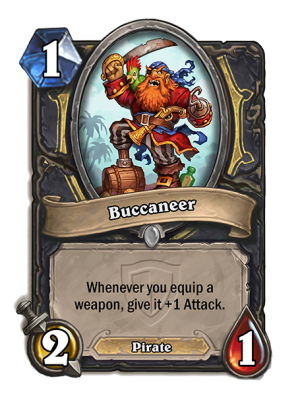 1
Buccaneer
Whenever you equip a
weapon, give it +1 Attack.
Pirate
2
1